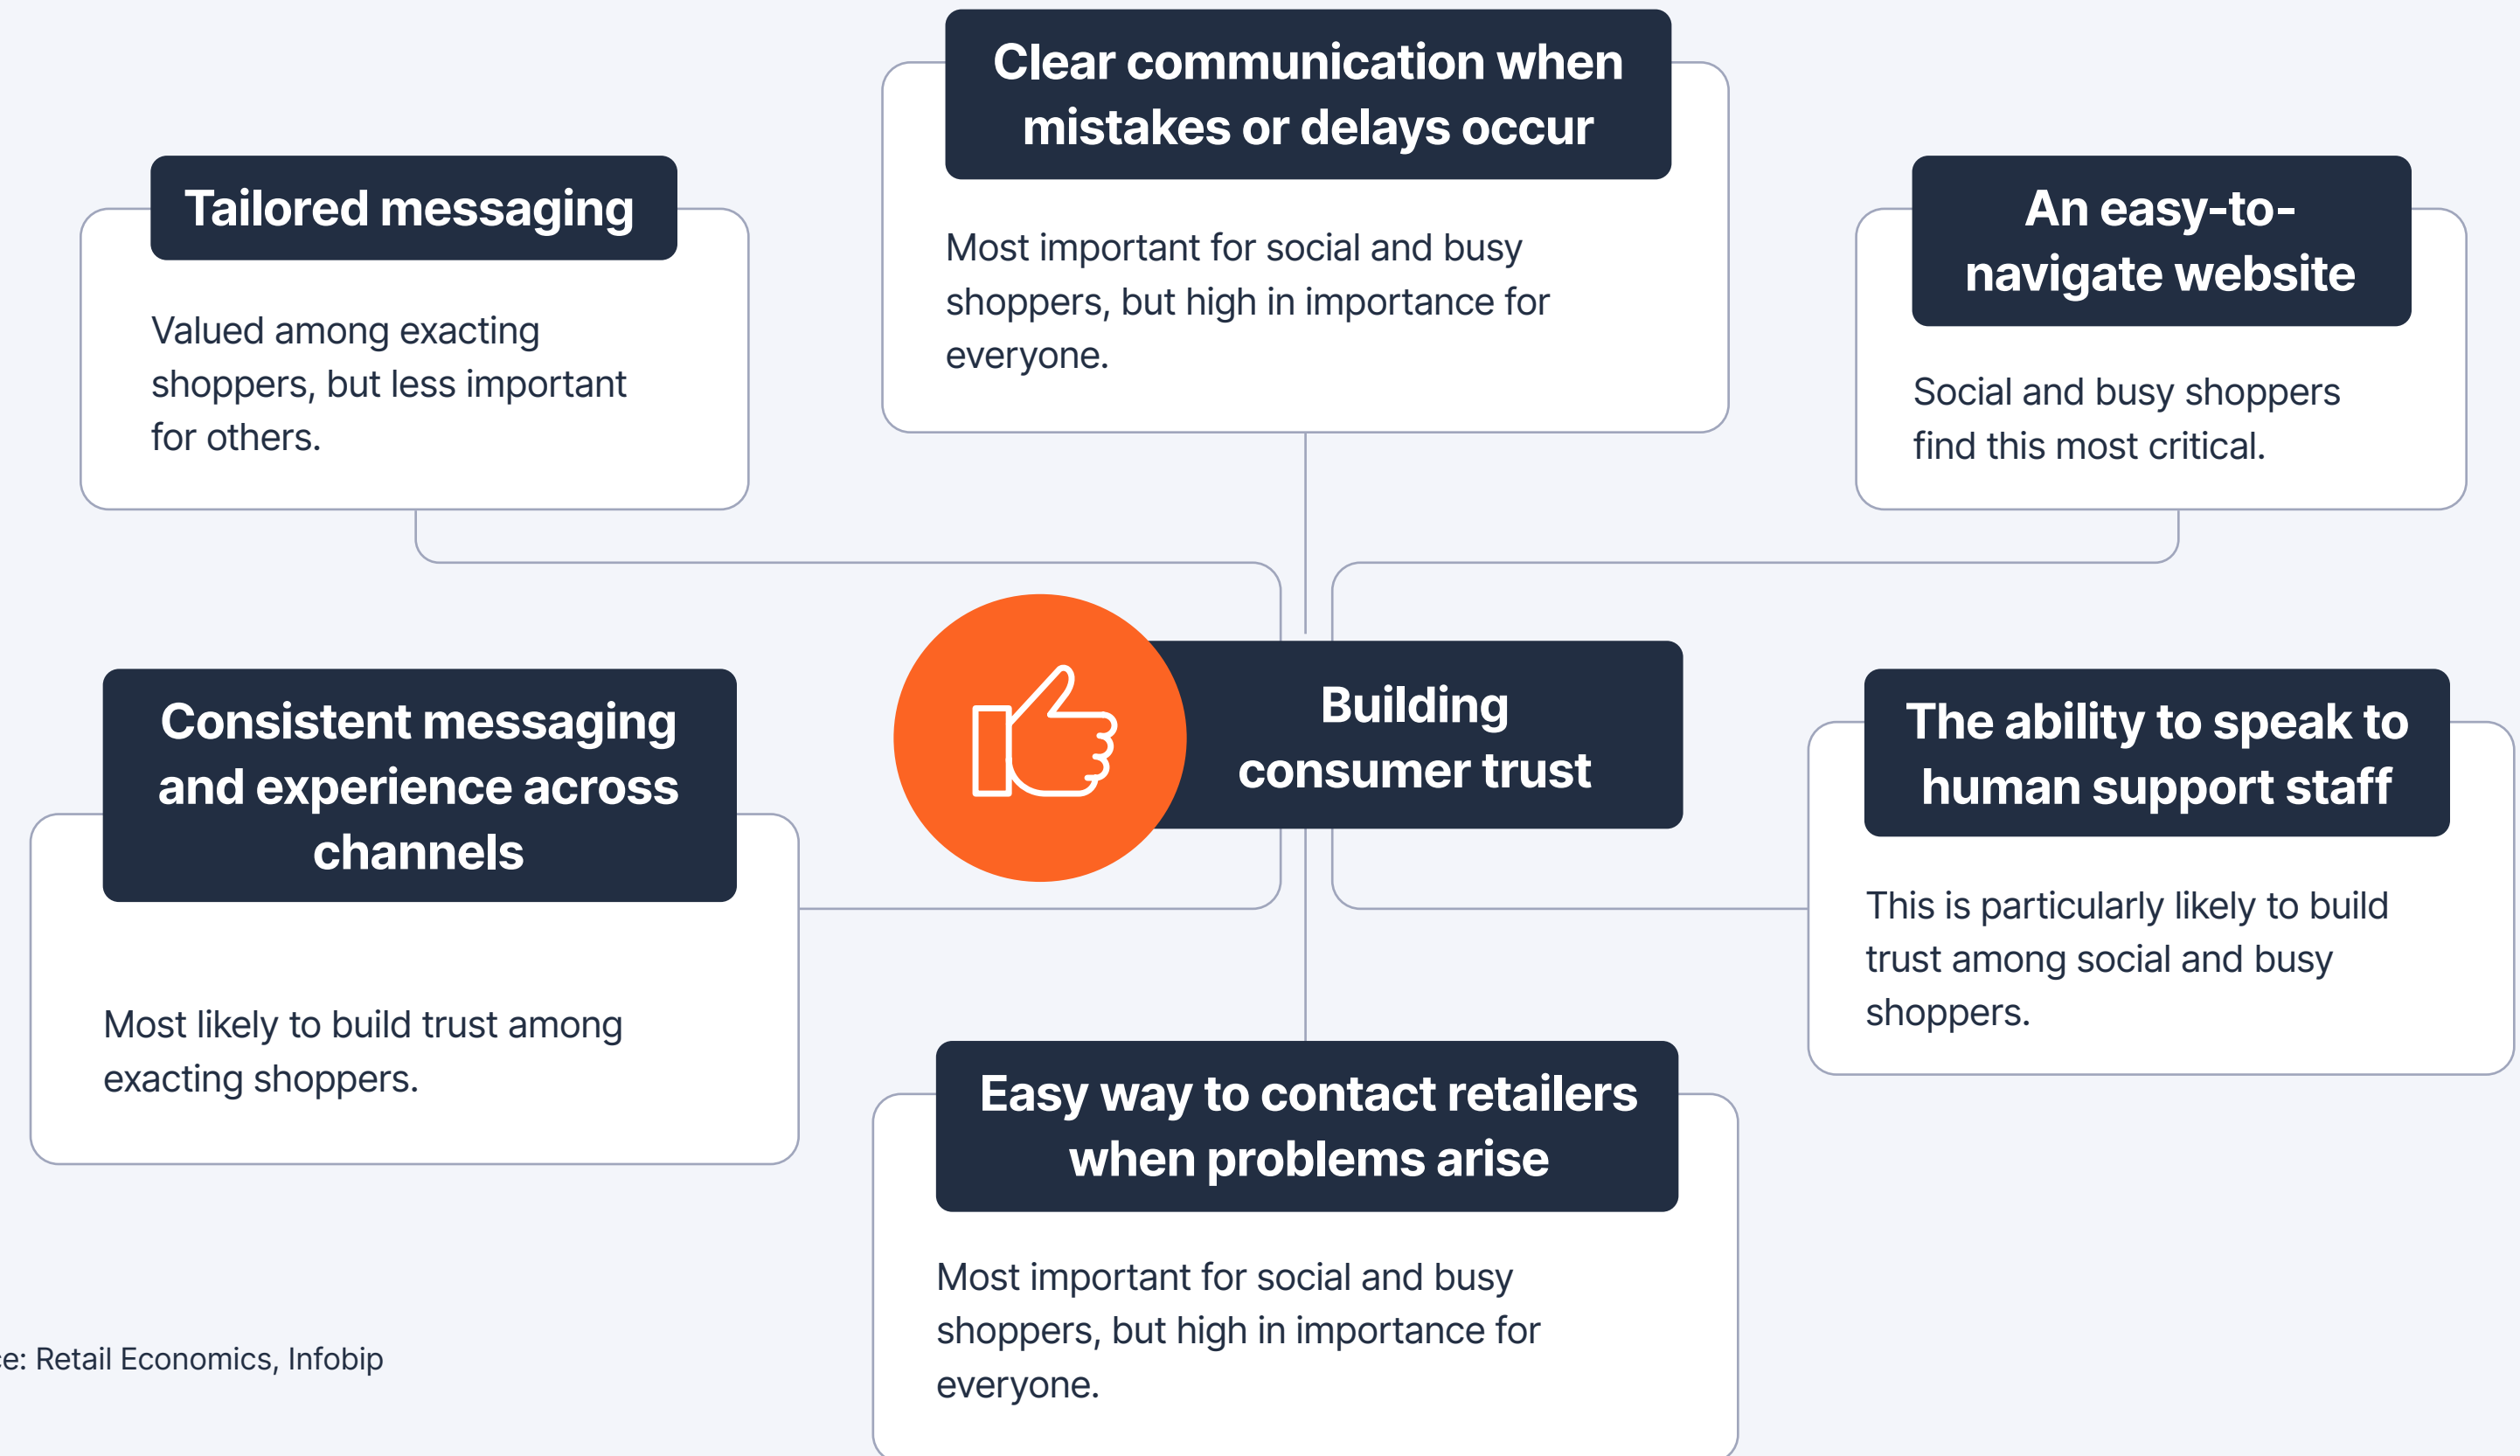 Clear communication when
mistakes or delays occur
Most important for social and busy
shoppers, but high in importance for
everyone.
Tailored messaging
Valued among exacting
shoppers, but less important
for others.
An easy-to-
navigate website
Social and busy shoppers
find this most critical.
Building
consumer trust
Consistent messaging
and experience across
channels
Most likely to build trust among
exacting shoppers.
The ability to speak to
human support staff
This is particularly likely to build
trust among social and busy
shoppers.
Easy way to contact retailers
when problems arise
Most important for social and busy
shoppers, but high in importance for
everyone.
Retail Economics, Infobip